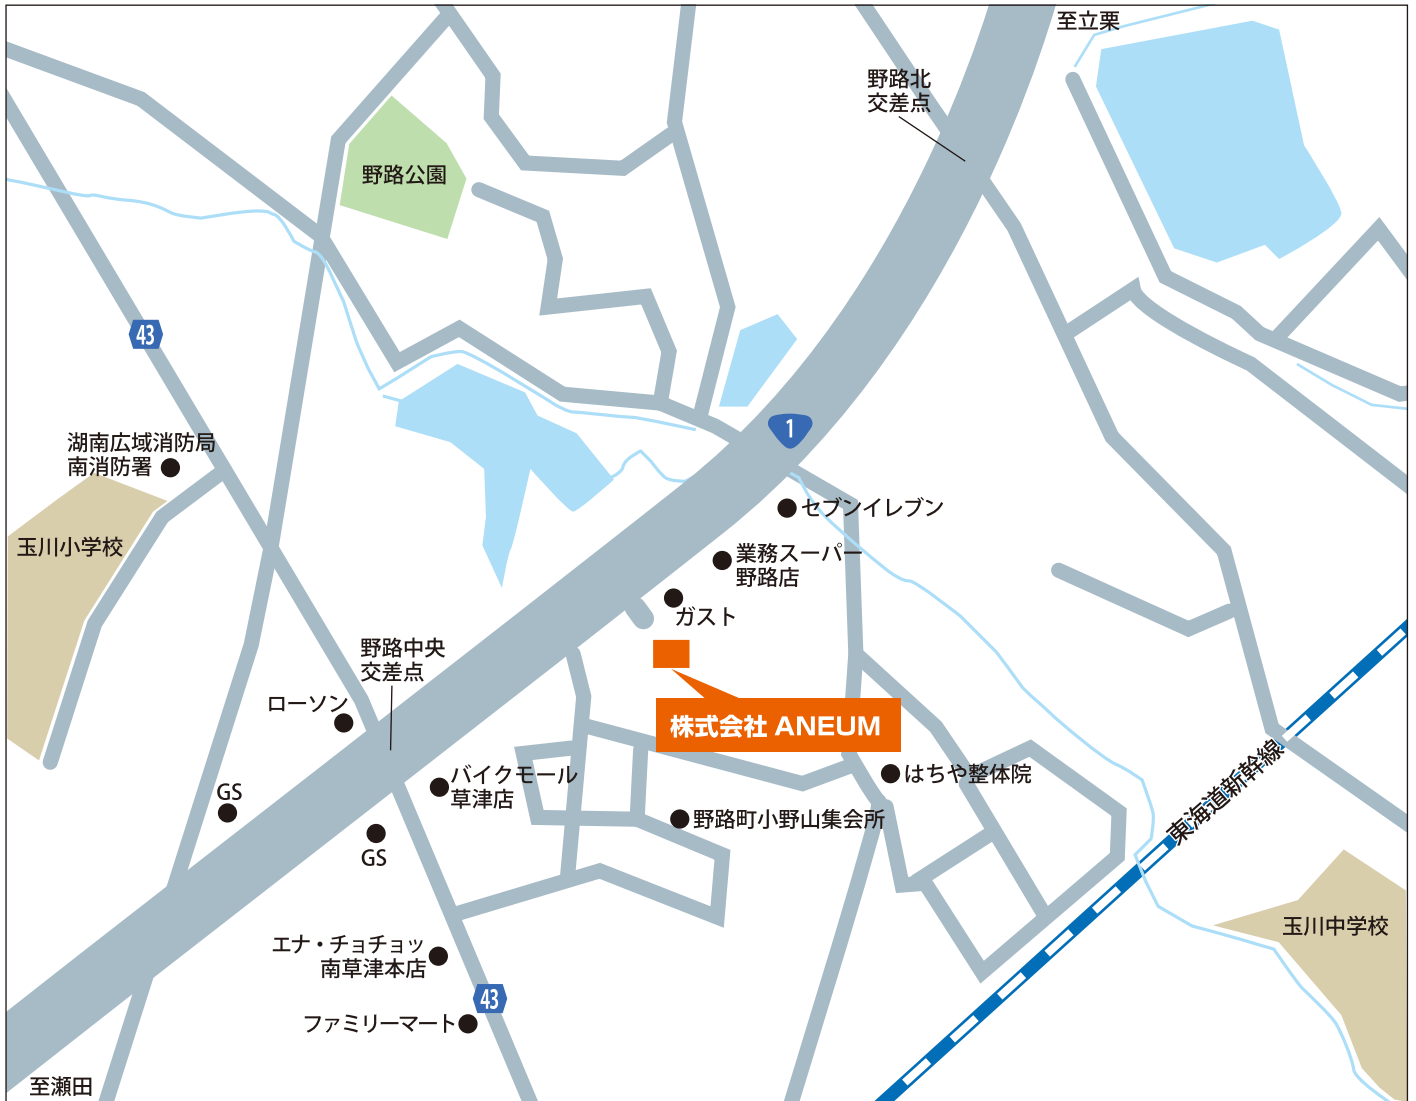 至立栗
野路北
交差点
野路公園
43
湖南広域消防局
南消防署
1
セブンイレブン
玉川小学校
業務スーパー
野路店
ガスト
野路中央
交差点
ローソン
株式会社 ANEUM
バイクモール
草津店
はちや整体院
GS
野路町小野山集会所
東海道新幹線
GS
玉川中学校
エナ・チョチョッ
南草津本店
43
ファミリーマート
至瀬田